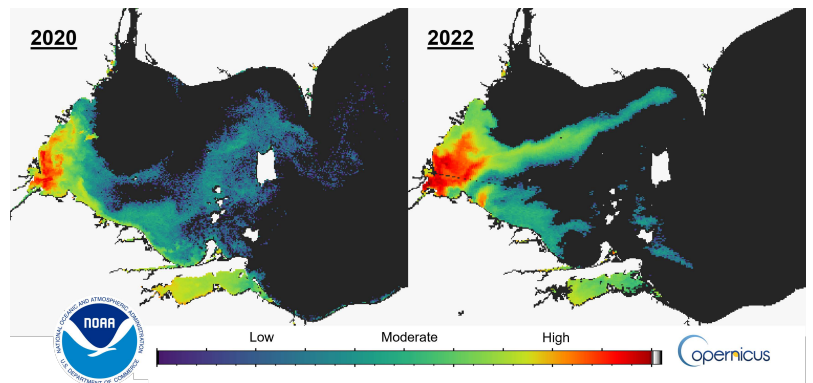 2020
2022
Low Moderate High
NATIONAL OCEANIC AND ATMOSPHERIC ADMINISTRATION
NOAA
U.S. DEPARTMENT OF COMMERCE
opernicus